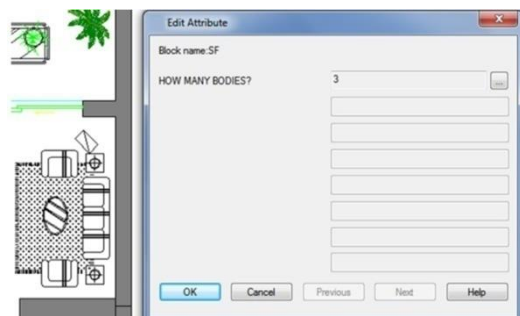 Edit Attribute
Block name:SF
HOW MANY BODIES?
3
...
OK
Cancel
Previous
Next
Help